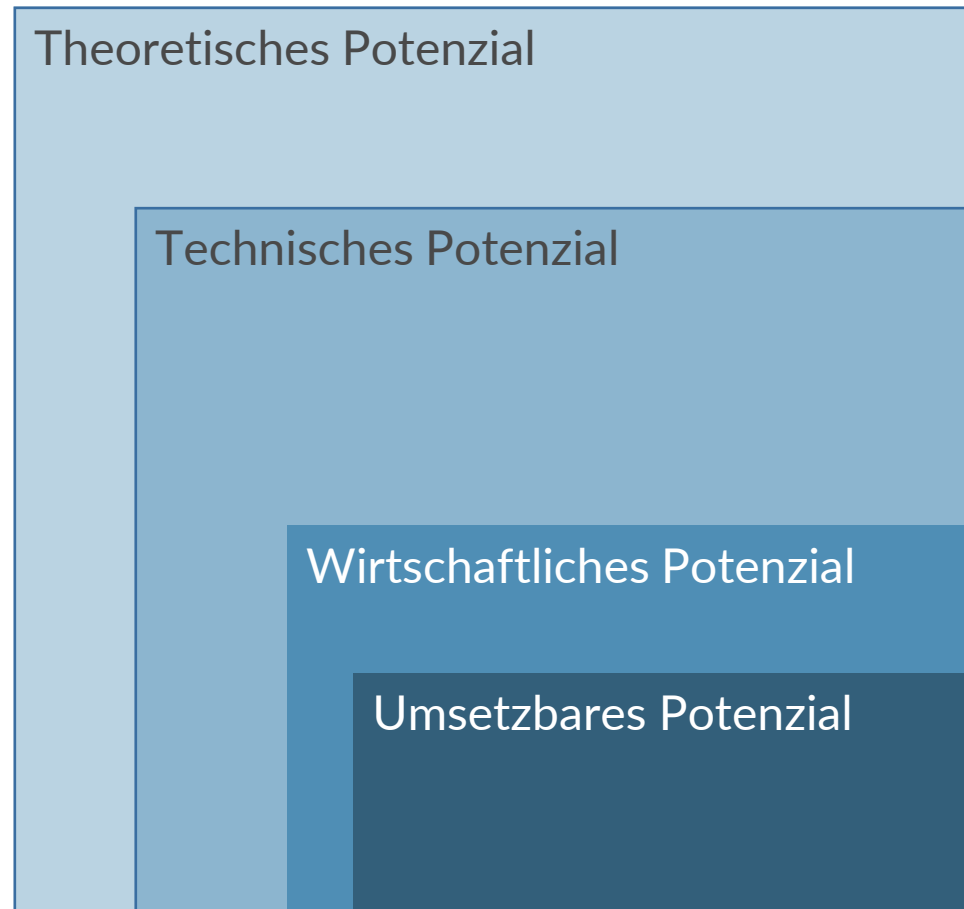 Theoretisches Potenzial
Technisches Potenzial
Wirtschaftliches Potenzial
Umsetzbares Potenzial